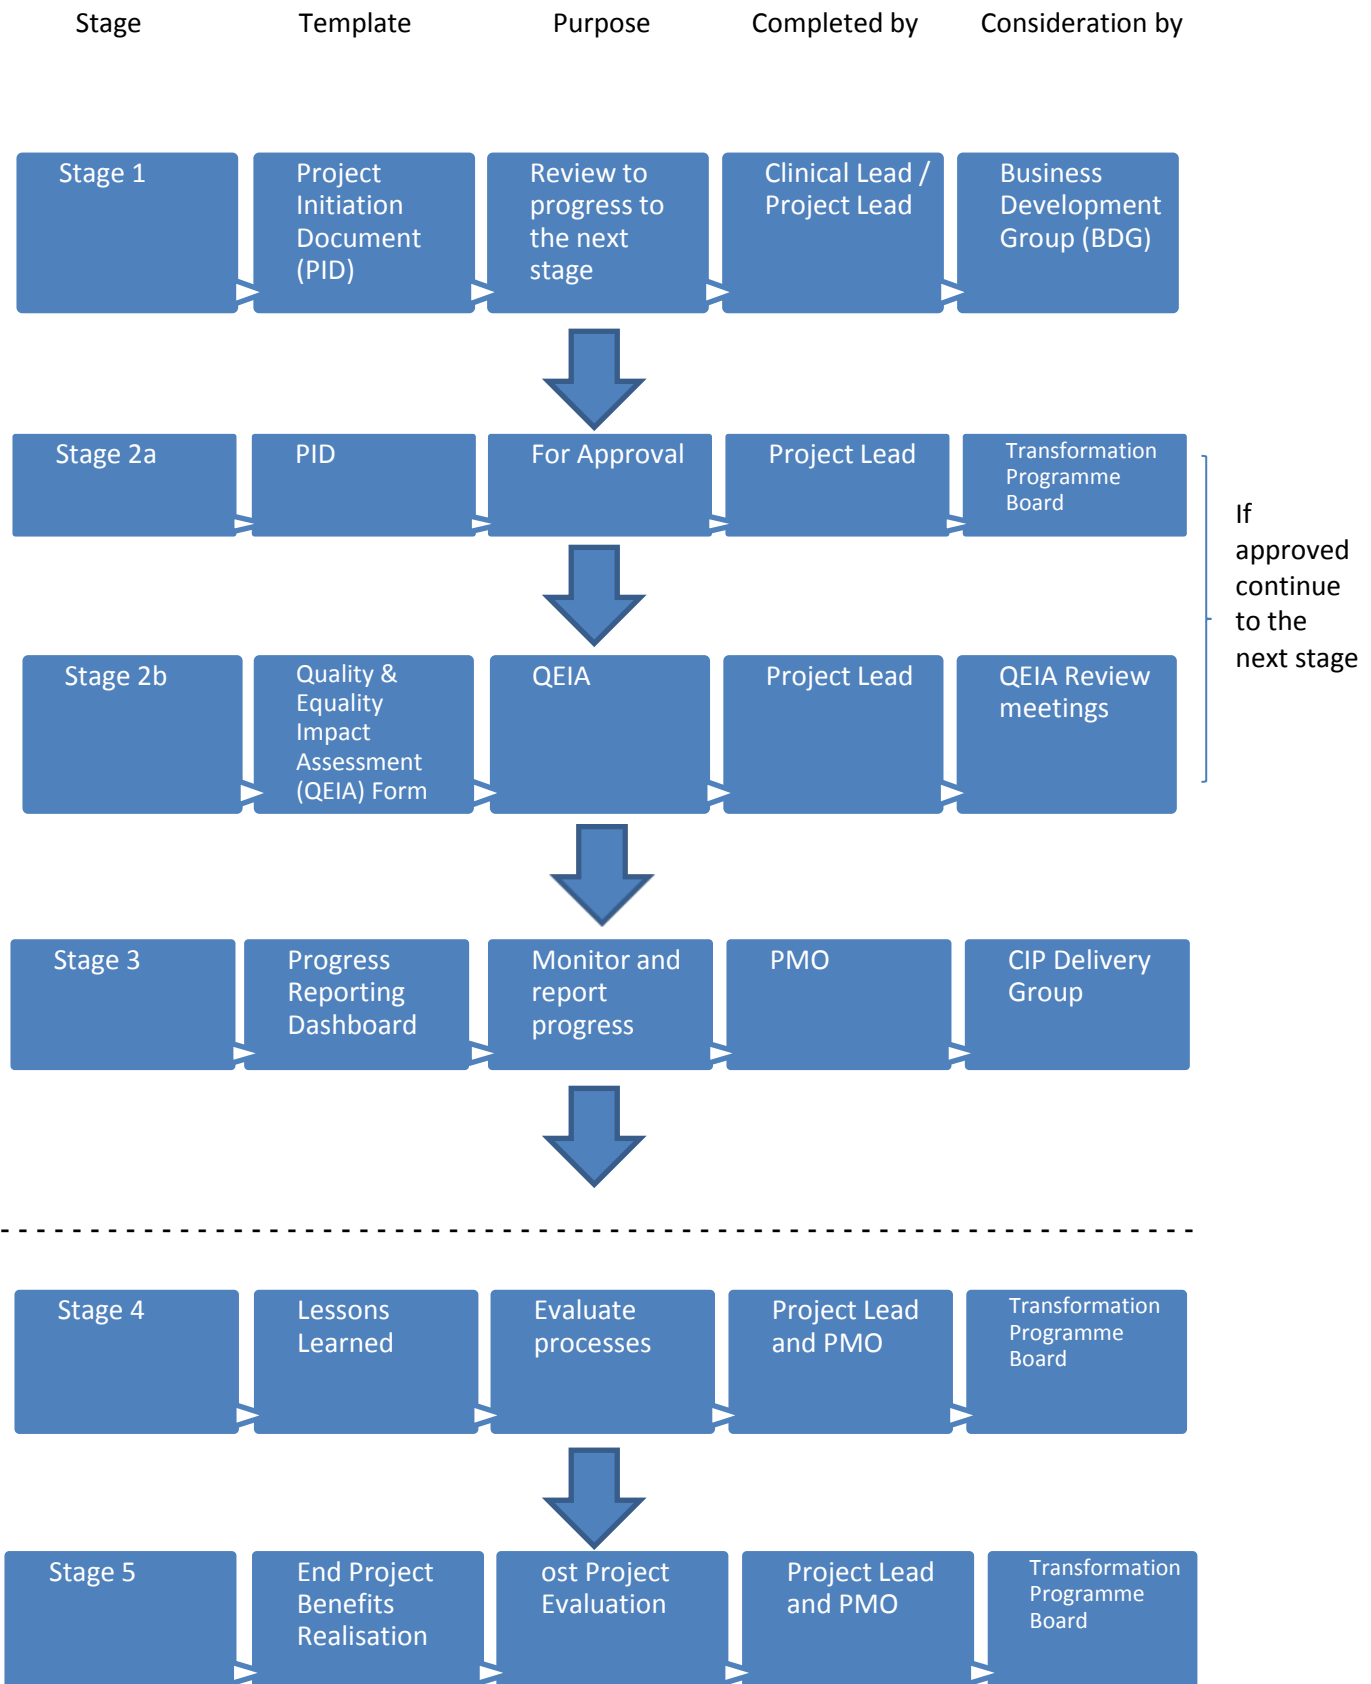 Stage
Template
Purpose
Completed by
Consideration by
Stage 1
Project
Initiation
Document
(PID)
Review to
progress to
the next
stage
Clinical Lead /
Project Lead
Business
Development
Group (BDG)
Stage 2a
PID
For Approval
Project Lead
Transformation
Programme
Board
If
approved
continue
to the
next stage
Stage 2b
Quality &
Equality
Impact
Assessment
(QEIA) Form
QEIA
Project Lead
QEIA Review
meetings
Stage 3
Progress
Reporting
Dashboard
Monitor and
report
progress
PMO
CIP Delivery
Group
Stage 4
Lessons
Learned
Evaluate
processes
Project Lead
and PMO
Transformation
Programme
Board
Stage 5
End Project
Benefits
Realisation
ost Project
Evaluation
Project Lead
and PMO
Transformation
Programme
Board